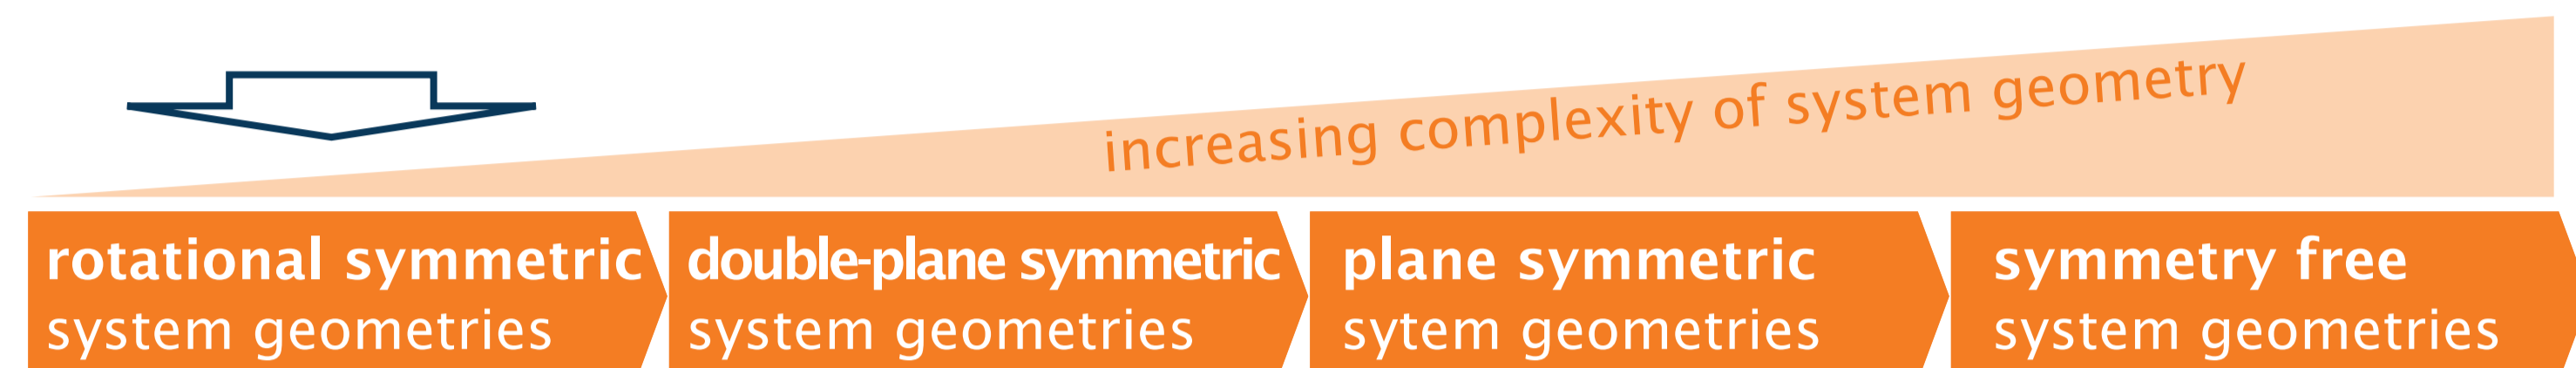 increasing complexity of system geometry
rotational symmetric
system geometries
double-plane symmetric
system geometries
plane symmetric
sytem geometries
symmetry free
system geometries